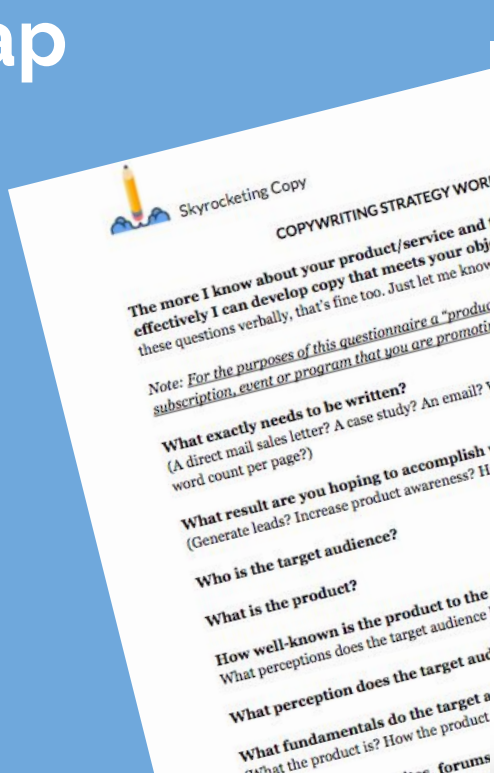 ap
Skyrocketing Copy
COPYWRITING STRATEGY
The more I know about your product/service and
effectively I can develop copy that meets your
these questions verbally, that's fine too. Just let me know
Note: For the purposes of this questionnaire a
subscription, event or program that you are
What exactly needs to be written?
(A direct mail sales letter? A case study? An email?
word count per page?)
What result are you hoping to accomplish
(Generate leads? Increase product awareness?
Who is the target audience?
What is the product?
How well-known is the product to the
What perceptions does the target audience
What perception does the target
What fundamentals do the target
(What the product is? How the product
forums